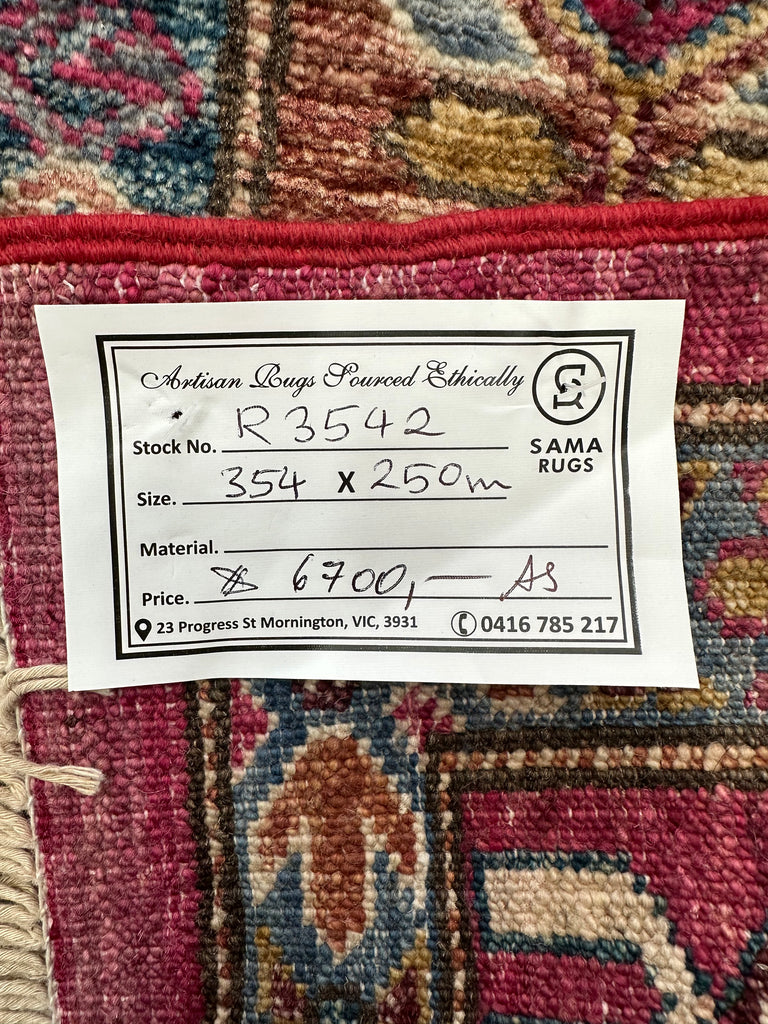 Artisan Rugs Sourced Ethically
SAMA
RUGS
Stock No. R3542
Size. 354 x 250m
Material.
Price. 6700,— AS
23 Progress St Mornington, VIC, 3931
0416 785 217